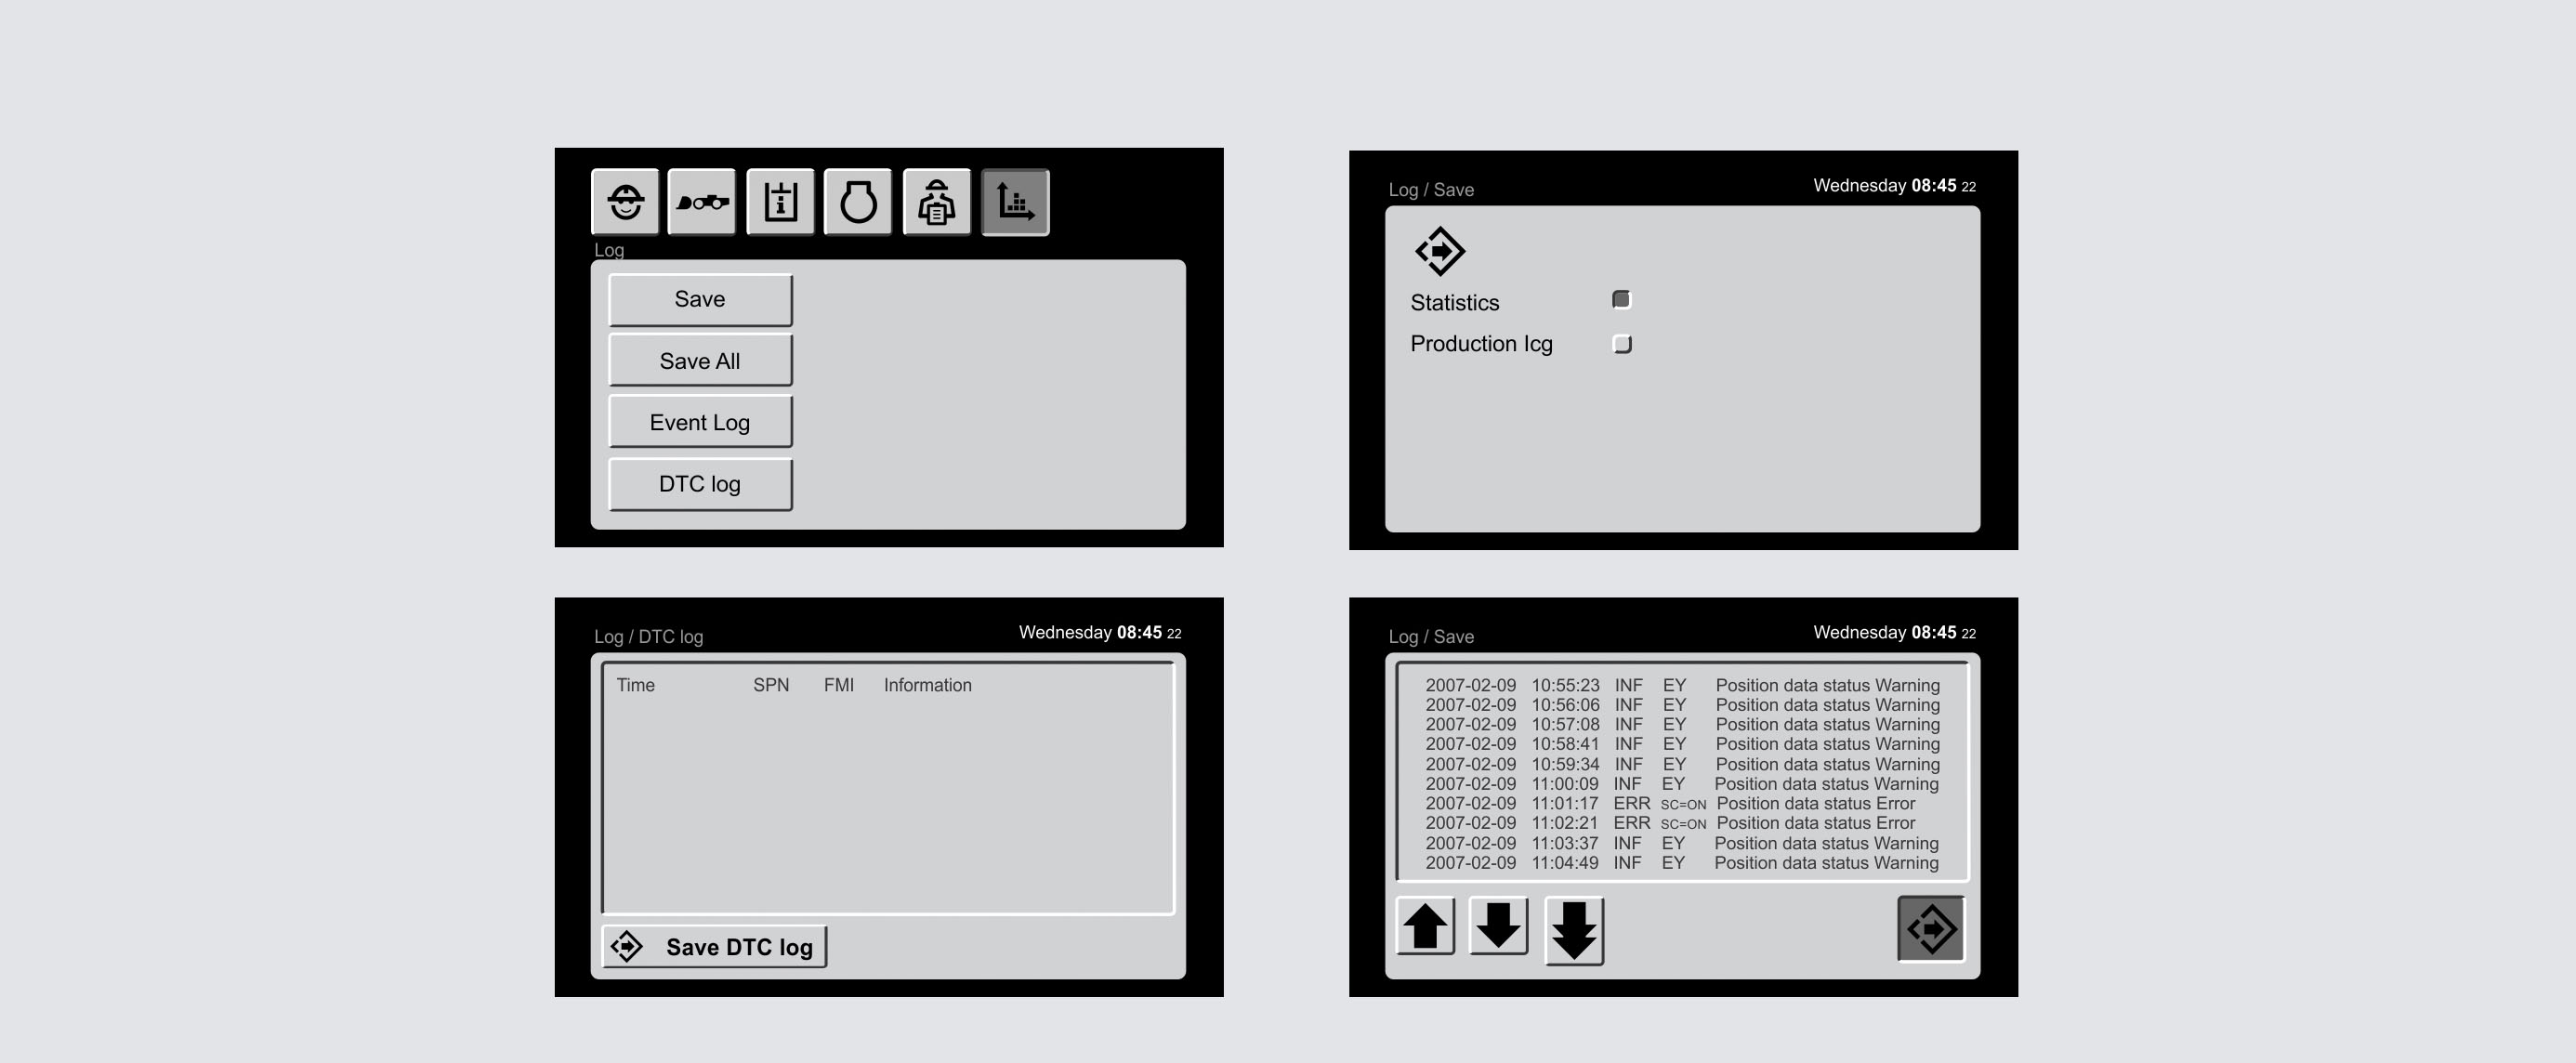 Log
Save
Save All
Event Log
DTC log
Log / Save
Wednesday 08:45 22
Statistics
Production Icg
Log / DTC log
Wednesday 08:45 22
Time SPN FMI Information
Save DTC log
Log / Save
Wednesday 08:45 22
2007-02-09 10:55:23 INF EY Position data status Warning
2007-02-09 10:56:06 INF EY Position data status Warning
2007-02-09 10:57:08 INF EY Position data status Warning
2007-02-09 10:58:41 INF EY Position data status Warning
2007-02-09 10:59:34 INF EY Position data status Warning
2007-02-09 11:00:09 INF EY Position data status Warning
2007-02-09 11:01:17 ERR SC=ON Position data status Error
2007-02-09 11:02:21 ERR SC=ON Position data status Error
2007-02-09 11:03:37 INF EY Position data status Warning
2007-02-09 11:04:49 INF EY Position data status Warning